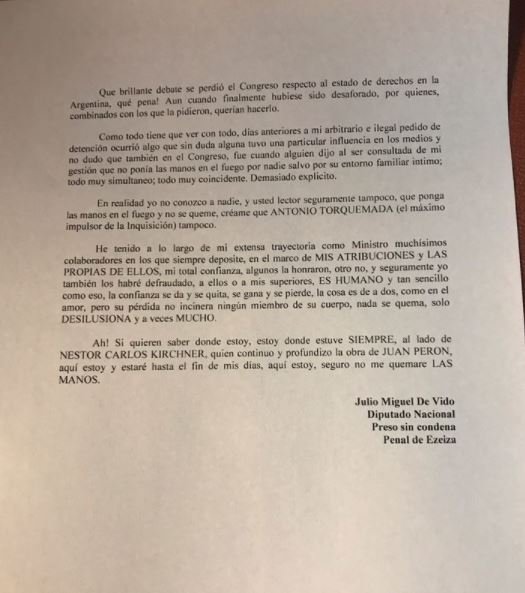 Que brillante debate se perdió el Congreso respecto al estado de derechos en la
Argentina, qué pena! Aun cuando finalmente hubiese sido desaforado, por quienes,
combinados con los que la pidieron, querían hacerlo.
Como todo tiene que ver con todo, días anteriores a mi arbitrario e ilegal pedido de
detención ocurrió algo que sin duda alguna tuvo una particular influencia en los medios y
no dudo que también en el Congreso, fue cuando alguien dijo al ser consultada de mi
gestión que no ponía las manos en el fuego por nadie salvo por su entorno familiar intimo;
todo muy simultaneo; todo muy coincidente. Demasiado explicito.
En realidad yo no conozco a nadie, y usted lector seguramente tampoco, que ponga
las manos en el fuego y no se queme, créame que ANTONIO TORQUEMADA (el máximo
impulsor de la Inquisición) tampoco.
He tenido a lo largo de mi extensa trayectoria como Ministro muchísimos
colaboradores en los que siempre deposite, en el marco de MIS ATRIBUCIONES y LAS
PROPIAS DE ELLOS, mi total confianza, algunos la honraron, otro no, y seguramente yo
también los habré defraudado, a ellos o a mis superiores, ES HUMANO y tan sencillo
como eso, la confianza se da y se quita, se gana y se pierde, la cosa es de a dos, como en el
amor, pero su pérdida no incinera ningún miembro de su cuerpo, nada se quema, solo
DESILUSIONA y a veces MUCHO.
Ah! Si quieren saber donde estoy, estoy donde estuve SIEMPRE, al lado de
NESTOR CARLOS KIRCHNER, quien continuo y profundizo la obra de JUAN PERON,
aquí estoy y estaré hasta el fin de mis días, aquí estoy, seguro no me quemare LAS
MANOS.
Julio Miguel De Vido
Diputado Nacional
Preso sin condena
Penal de Ezeiza